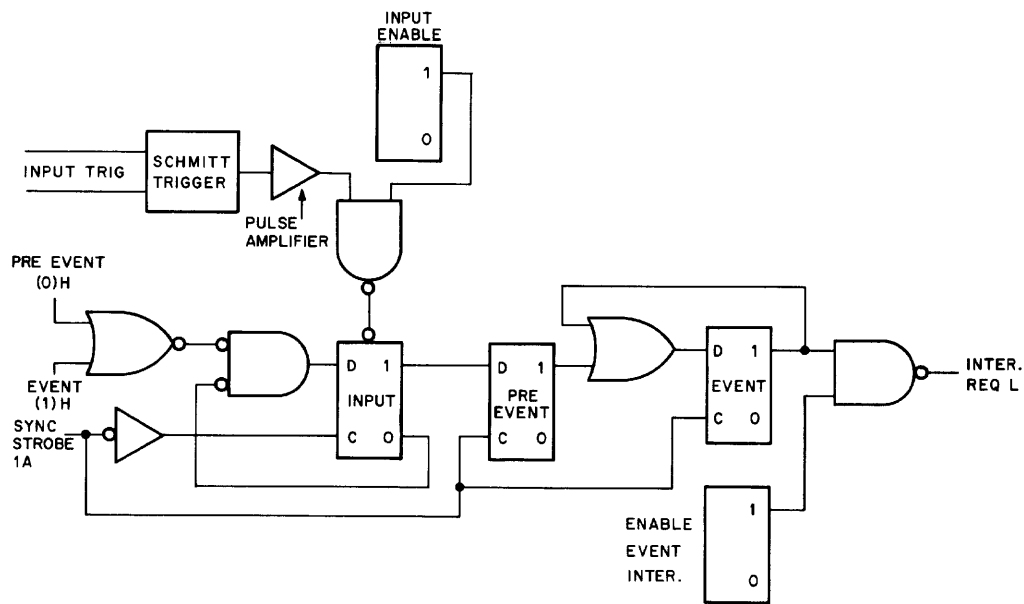 INPUT
ENABLE
1
0
INPUT TRIG
SCHMITT
TRIGGER
PULSE
AMPLIFIER
PRE EVENT
(0)H
EVENT
(1)H
SYNC
STROBE
1A
D 1
INPUT
C 0
D 1
PRE
EVENT
C 0
D 1
EVENT
C 0
INTER.
REQ L
ENABLE
EVENT
INTER.
1
0